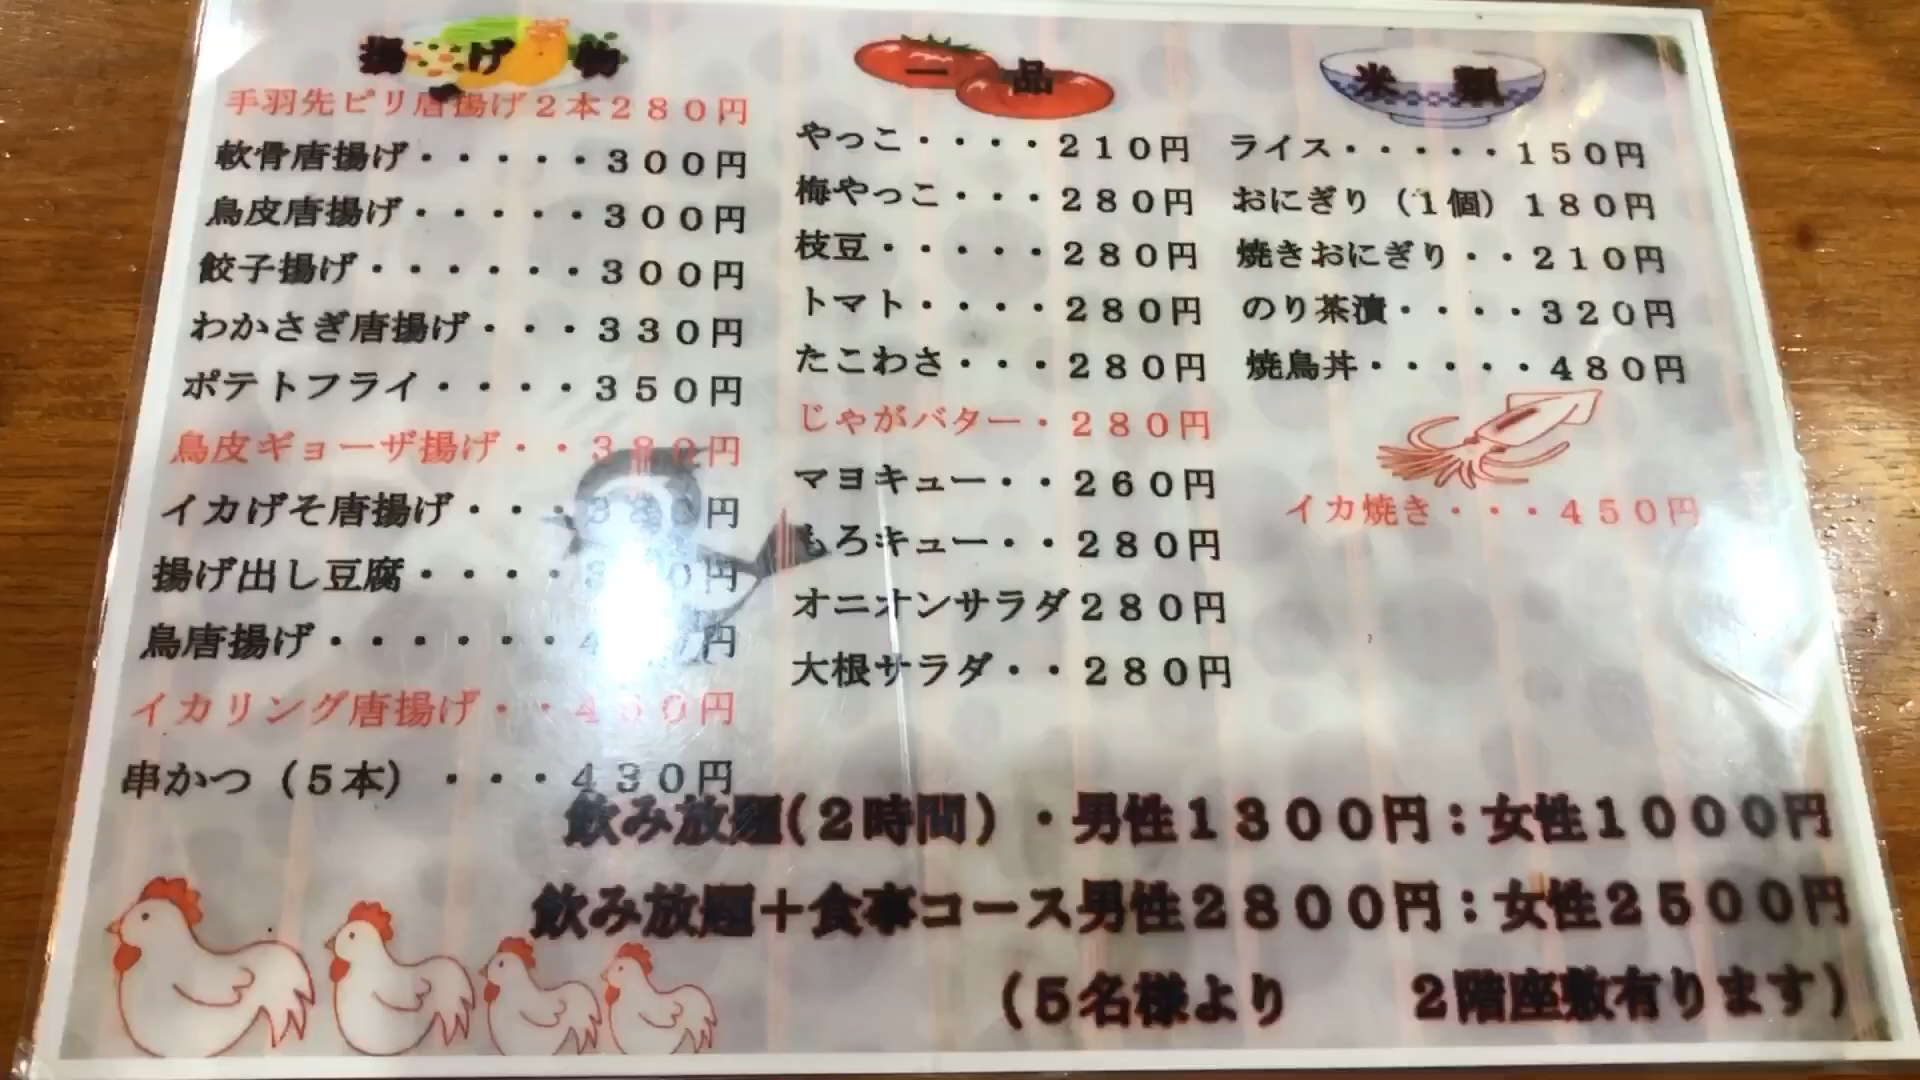 揚げ物
手羽先ピリ唐揚げ2本280円
軟骨唐揚げ・・・・・300円
鳥皮唐揚げ・・・・・300円
餃子揚げ・・・・・・300円
わかさぎ唐揚げ・・・330円
ポテトフライ・・・・350円
鳥皮ギョーザ揚げ・・380円
イカげそ唐揚げ・・・円
揚げ出し豆腐・・・・円
鳥唐揚げ・・・・・・円
イカリング唐揚げ・・円
串かつ(5本)・・・430円
一品
やっこ・・・・210円
梅やっこ・・・280円
枝豆・・・・・280円
トマト・・・・280円
たこわさ・・・280円
じゃがバター・280円
マヨキュー・・260円
もろキュー・・280円
オニオンサラダ280円
大根サラダ・・280円
米類
ライス・・・・・150円
おにぎり(1個)180円
焼きおにぎり・・210円
のり茶漬・・・・320円
焼鳥丼・・・・・480円
イカ焼き・・・450円
飲み放題(2時間)・男性1300円:女性1000円
飲み放題+食事コース男性2800円:女性2500円
(5名様より 2階座敷有ります)